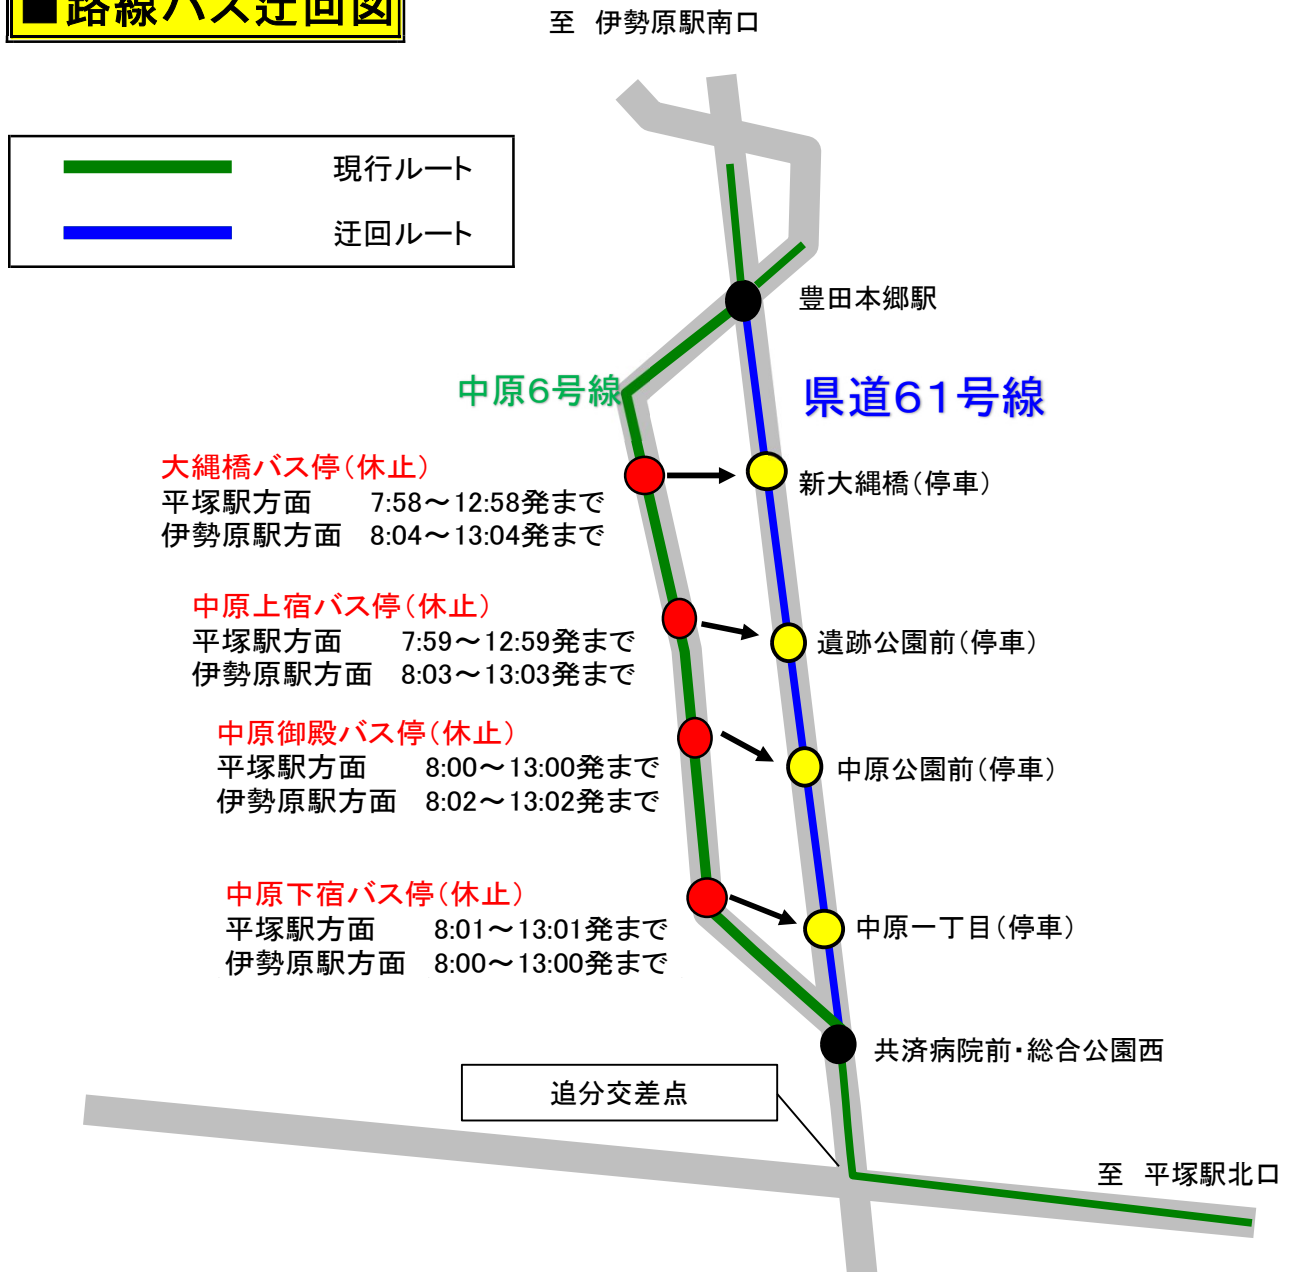 ■路線バス迂回図
至　伊勢原駅南口
現行ルート
迂回ルート
豊田本郷駅
中原6号線
県道61号線
大縄橋バス停（休止）
平塚駅方面　　7:58～12:58発まで
伊勢原駅方面　8:04～13:04発まで
新大縄橋（停車）
中原上宿バス停（休止）
平塚駅方面　　7:59～12:59発まで
伊勢原駅方面　8:03～13:03発まで
遺跡公園前（停車）
中原御殿バス停（休止）
平塚駅方面　　8:00～13:00発まで
伊勢原駅方面　8:02～13:02発まで
中原公園前（停車）
中原下宿バス停（休止）
平塚駅方面　　8:01～13:01発まで
伊勢原駅方面　8:00～13:00発まで
中原一丁目（停車）
共済病院前・総合公園西
追分交差点
至　平塚駅北口